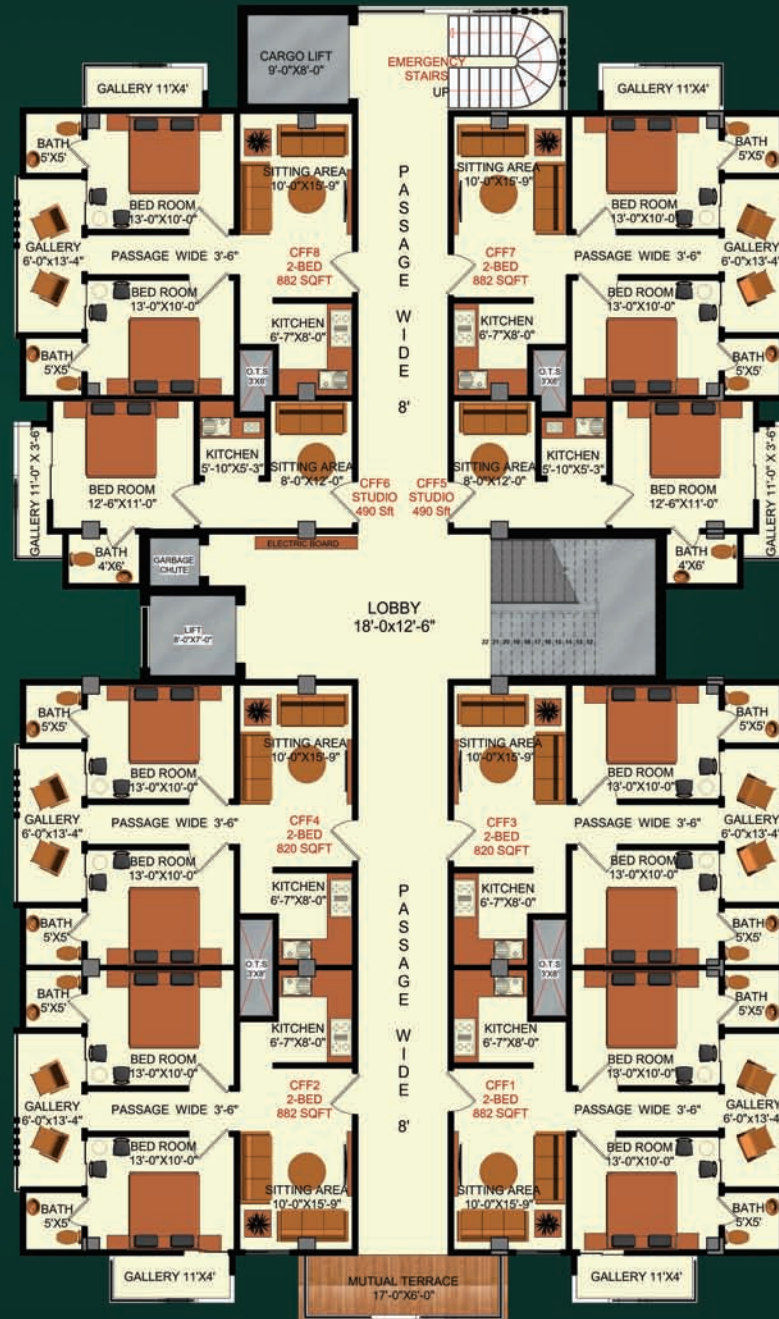 CARGO LIFT
9'-0"X8'-0"
EMERGENCY
STAIRS
UP
GALLERY 11'X4'
GALLERY 11'X4'
BATH
5'X5'
BED ROOM
13'-0"X10'-0"
SITTING AREA
10'-0"X15'-9"
SITTING AREA
10'-0"X15'-9"
BED ROOM
13'-0"X10'-0"
BATH
5'X5'
GALLERY
6'-0"x13'-4"
PASSAGE WIDE 3'-6"
CFF8
2-BED
882 SQFT
PASSAGE WIDE 8'
CFF7
2-BED
882 SQFT
PASSAGE WIDE 3'-6"
GALLERY
6'-0"x13'-4"
BED ROOM
13'-0"X10'-0"
KITCHEN
6'-7"X8'-0"
KITCHEN
6'-7"X8'-0"
BED ROOM
13'-0"X10'-0"
BATH
5'X5'
O.T.S
3'X8'
O.T.S
3'X8'
BATH
5'X5'
GALLERY 11'-0" X 3'-6"
BED ROOM
12'-6"X11'-0"
KITCHEN
5'-10"X5'-3"
SITTING AREA
8'-0"X12'-0"
CFF6
STUDIO
490 Sft
CFF5
STUDIO
490 Sft
SITTING AREA
8'-0"X12'-0"
KITCHEN
5'-10"X5'-3"
BED ROOM
12'-6"X11'-0"
GALLERY 11'-0" X 3'-6"
BATH
4'X6'
GARBAGE
CHUTE
ELECTRIC BOARD
BATH
4'X6'
LIFT
8'-0"X7'-0"
LOBBY
18'-0x12'-6"
22 21 20 19 18 17 16 15 14 13 12
BATH
5'X5'
BED ROOM
13'-0"X10'-0"
SITTING AREA
10'-0"X15'-9"
SITTING AREA
10'-0"X15'-9"
BED ROOM
13'-0"X10'-0"
BATH
5'X5'
GALLERY
6'-0"x13'-4"
PASSAGE WIDE 3'-6"
CFF4
2-BED
820 SQFT
CFF3
2-BED
820 SQFT
PASSAGE WIDE 3'-6"
GALLERY
6'-0"x13'-4"
BED ROOM
13'-0"X10'-0"
KITCHEN
6'-7"X8'-0"
PASSAGE WIDE 8'
KITCHEN
6'-7"X8'-0"
BED ROOM
13'-0"X10'-0"
BATH
5'X5'
O.T.S
3'X8'
O.T.S
3'X8'
BATH
5'X5'
BATH
5'X5'
BED ROOM
13'-0"X10'-0"
KITCHEN
6'-7"X8'-0"
KITCHEN
6'-7"X8'-0"
BED ROOM
13'-0"X10'-0"
BATH
5'X5'
GALLERY
6'-0"x13'-4"
PASSAGE WIDE 3'-6"
CFF2
2-BED
882 SQFT
CFF1
2-BED
882 SQFT
PASSAGE WIDE 3'-6"
GALLERY
6'-0"x13'-4"
BED ROOM
13'-0"X10'-0"
SITTING AREA
10'-0"X15'-9"
SITTING AREA
10'-0"X15'-9"
BED ROOM
13'-0"X10'-0"
BATH
5'X5'
BATH
5'X5'
GALLERY 11'X4'
MUTUAL TERRACE
17'-0"X6'-0"
GALLERY 11'X4'